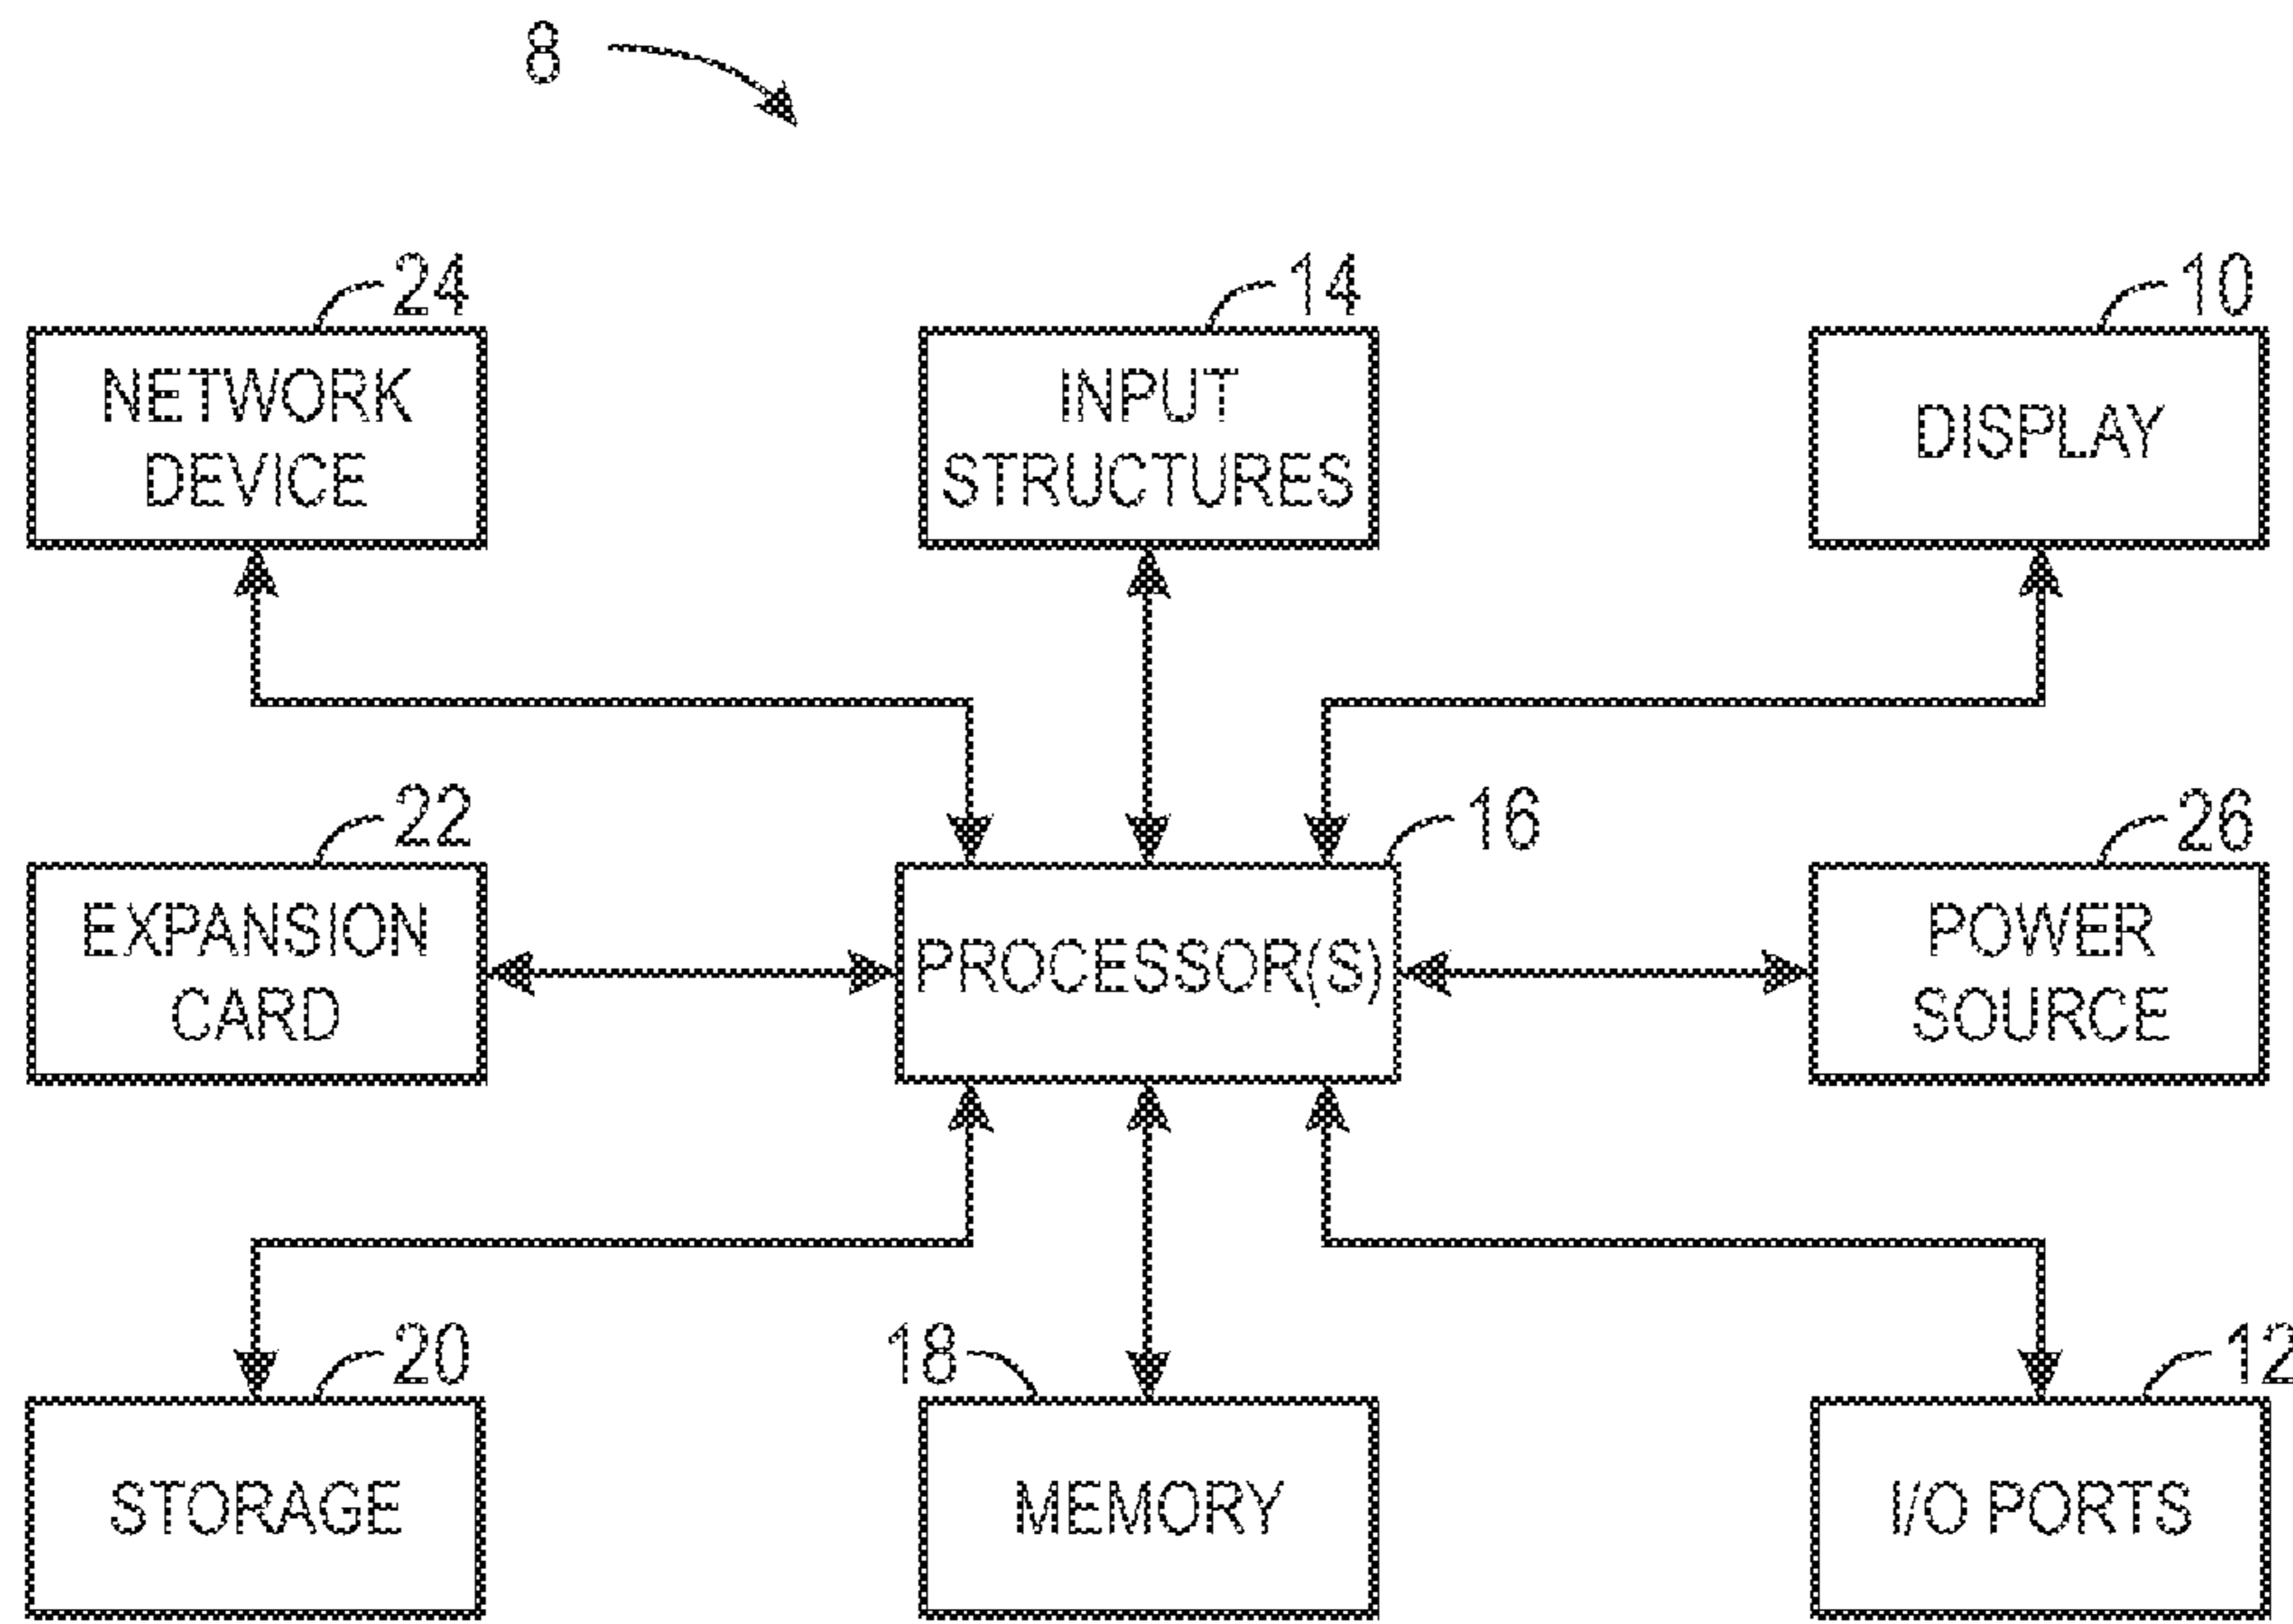 8
24
NETWORK
DEVICE
14
INPUT
STRUCTURES
10
DISPLAY
22
EXPANSION
CARD
16
PROCESSOR(S)
26
POWER
SOURCE
20
STORAGE
18
MEMORY
12
I/O PORTS